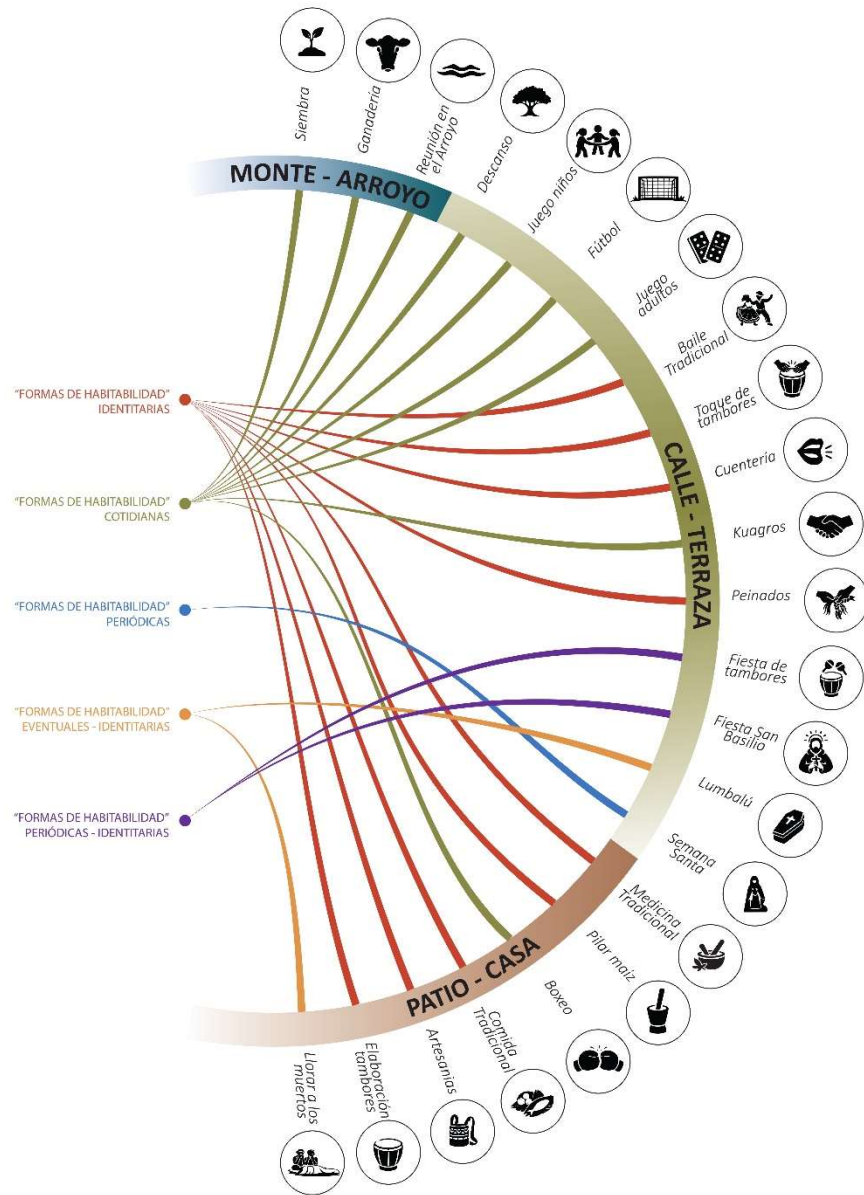 Siembra
Ganadería
Reunión en
el Arroyo
Descanso
Juego niños
Fútbol
Juego
adultos
Baile
Tradicional
Toque de
tambores
Cuentería
Kuagros
Peinados
Fiesta de
tambores
Fiesta San
Basilio
Lumbalú
Semana
Santa
Medicina
Tradicional
Pilar maíz
Boxeo
Comida
Tradicional
Artesanias
Elaboración
tambores
Llorar a los
muertos
MONTE - ARROYO
CALLE - TERRAZA
PATIO - CASA
"FORMAS DE HABITABILIDAD"
IDENTITARIAS
"FORMAS DE HABITABILIDAD"
COTIDIANAS
"FORMAS DE HABITABILIDAD"
PERIÓDICAS
"FORMAS DE HABITABILIDAD"
EVENTUALES - IDENTITARIAS
"FORMAS DE HABITABILIDAD"
PERIÓDICAS - IDENTITARIAS